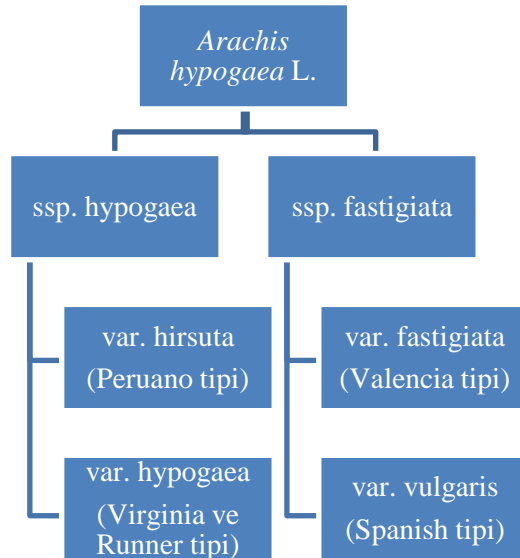 Arachis
hypogaea L.
ssp. hypogaea
ssp. fastigiata
var. hirsuta
(Peruano tipi)
var. hypogaea
(Virginia ve
Runner tipi)
var. fastigiata
(Valencia tipi)
var. vulgaris
(Spanish tipi)